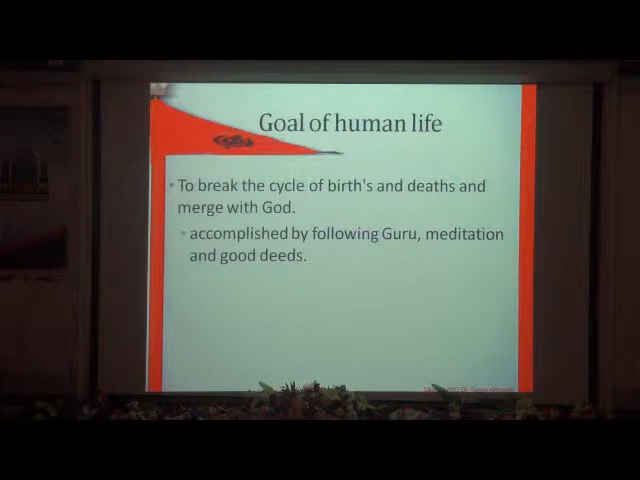 Goal of human life
To break the cycle of birth's and deaths and
merge with God.
accomplished by following Guru, meditation
and good deeds.